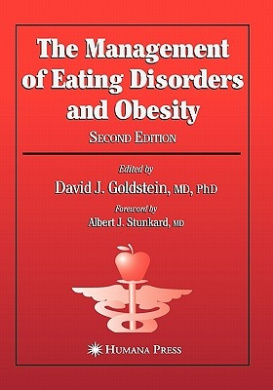 The Management
of Eating Disorders
and Obesity
SECOND EDITION
Edited by
David J. Goldstein, MD, PhD
Foreword by
Albert J. Stunkard, MD
HUMANA PRESS